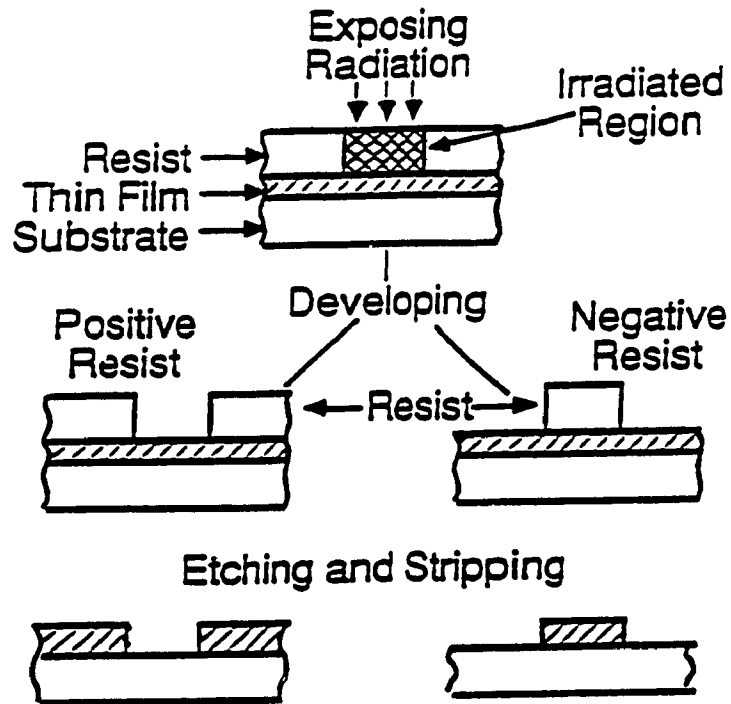 Exposing
Radiation
Irradiated
Region
Resist
Thin Film
Substrate
Developing
Positive
Resist
Negative
Resist
Resist
Etching and Stripping